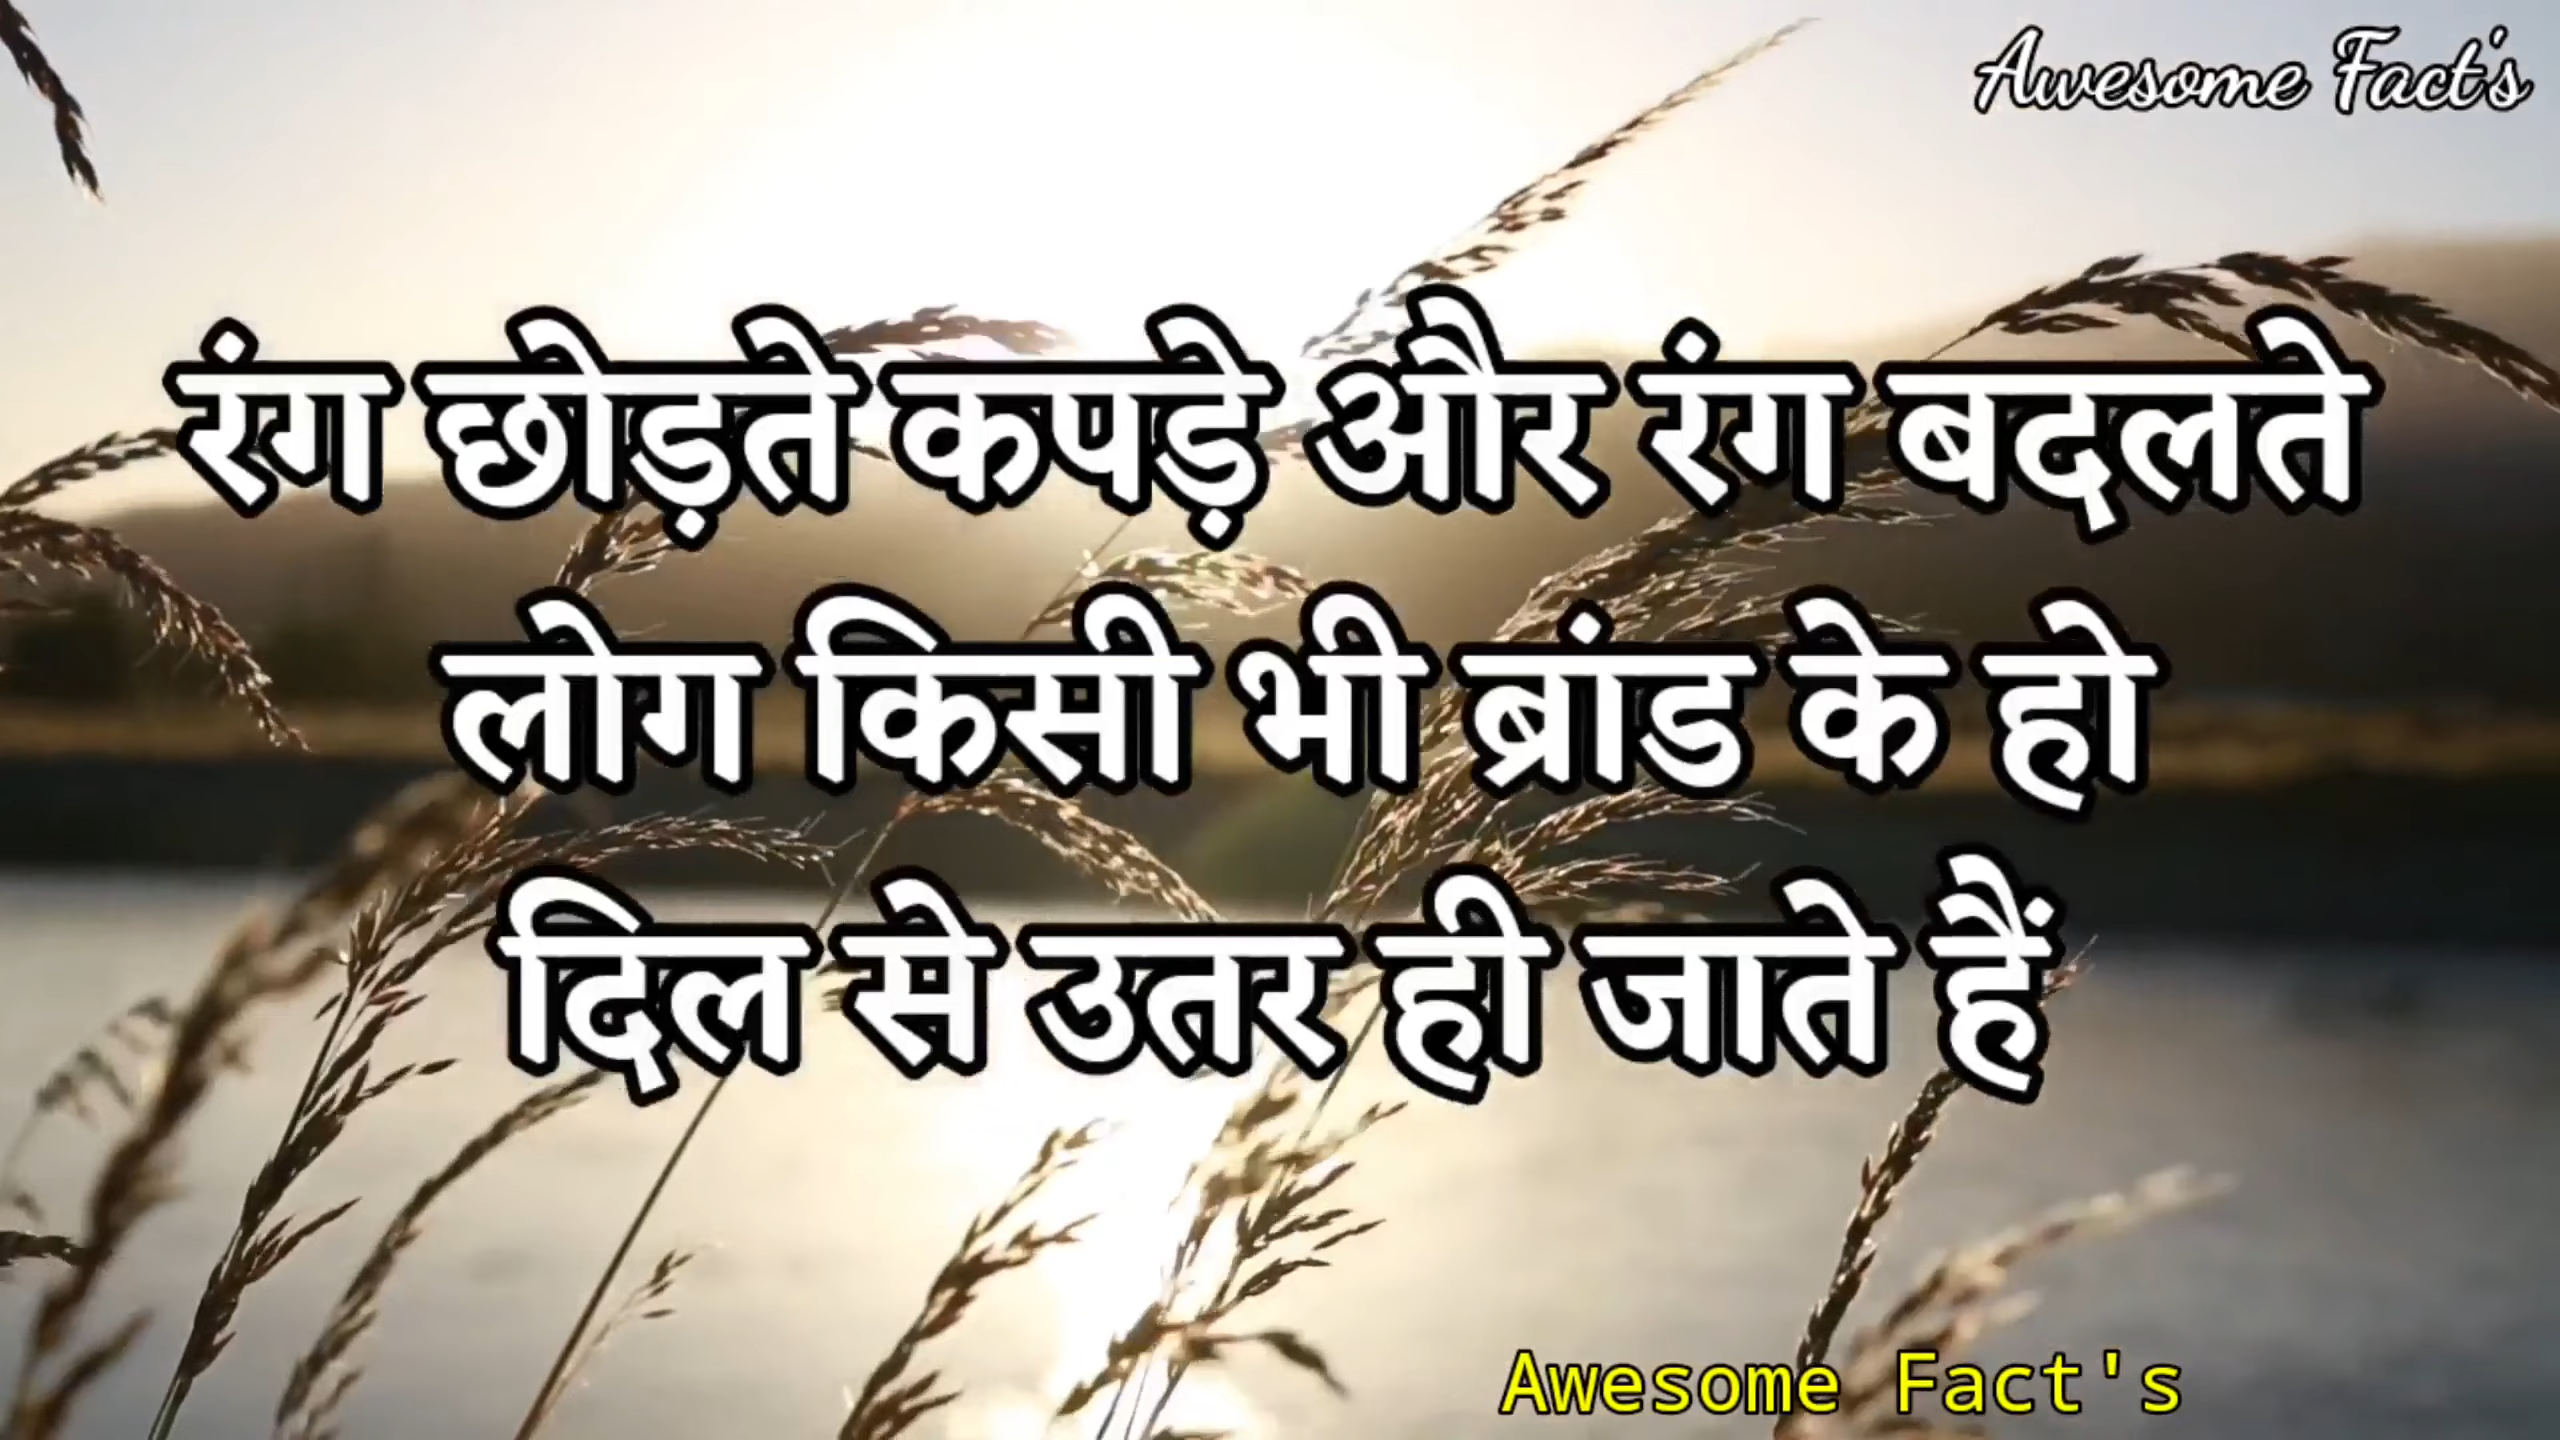 Awesome Fact's
रंग छोड़ते कपड़े और रंग बदलते
लोग किसी भी ब्रांड के हो
दिल से उतर ही जाते हैं
Awesome Fact's